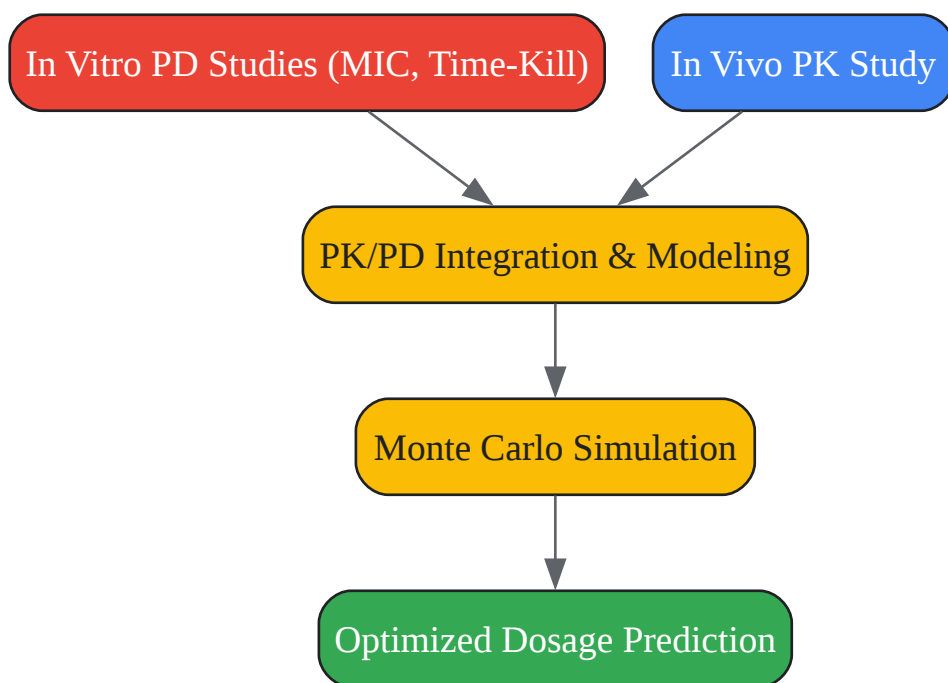 In Vitro PD Studies (MIC, Time-Kill)
In Vivo PK Study
PK/PD Integration & Modeling
Monte Carlo Simulation
Optimized Dosage Prediction